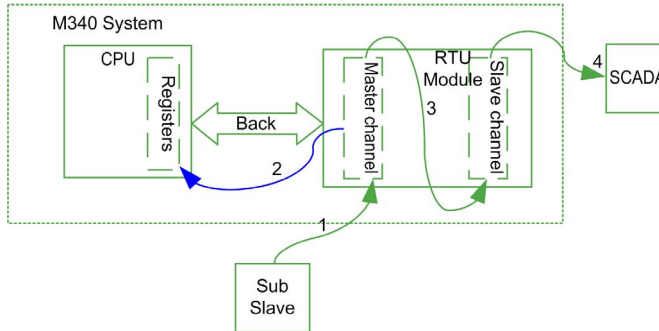 M340 System
CPU
Registers
Back
2
RTU
Module
Master channel
3
Slave channel
4
SCADA
1
Sub
Slave